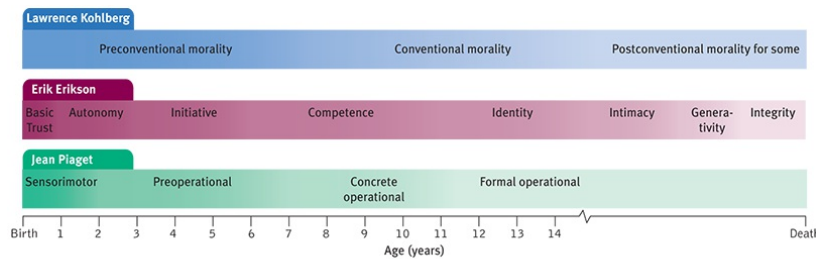 Lawrence Kohlberg
Preconventional morality Conventional morality Postconventional morality for some
Erik Erikson
Basic Autonomy Initiative Competence Identity Intimacy Genera- Integrity
Trust tivity
Jean Piaget
Sensorimotor Preoperational Concrete Formal operational
operational
Birth 1 2 3 4 5 6 7 8 9 10 11 12 13 14 Death
Age (years)